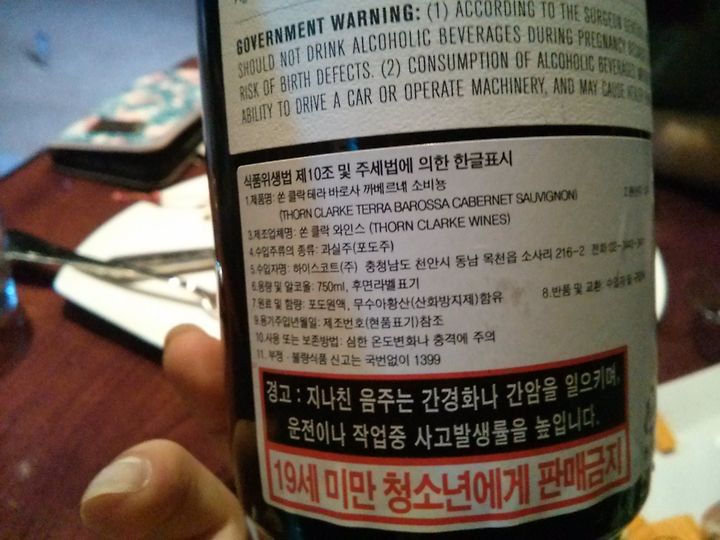 GOVERNMENT WARNING: (1) ACCORDING TO THE SURGEON
SHOULD NOT DRINK ALCOHOLIC BEVERAGES DURING PREGNANCY
RISK OF BIRTH DEFECTS. (2) CONSUMPTION OF ALCOHOLIC BEVERAGES
ABILITY TO DRIVE A CAR OR OPERATE MACHINERY, AND MAY CAUSE
식품위생법 제10조 및 주세법에 의한 한글표시
1.제품명: 쏜 클락 테라 바로사 까베르네 소비뇽
(THORN CLARKE TERRA BAROSSA CABERNET SAUVIGNON)
3.제조업체명: 쏜 클락 와인스 (THORN CLARKE WINES)
4.수입주류의 종류: 과실주(포도주)
5.수입자명: 하이스코트(주) 충청남도 천안시 동남 목천읍 소사리 216-2 전화
6.용량 및 알코올: 750ml, 후면라벨표기
7.원료 및 함량: 포도원액, 무수아황산(산화방지제)함유 8.반품 및 교환:
9.용기주입년월일: 제조번호(현품표기)참조
10.사용 또는 보존방법: 심한 온도변화나 충격에 주의
11. 부정·불량식품 신고는 국번없이 1399
경고 : 지나친 음주는 간경화나 간암을 일으키며,
운전이나 작업중 사고발생률을 높입니다.
19세 미만 청소년에게 판매금지